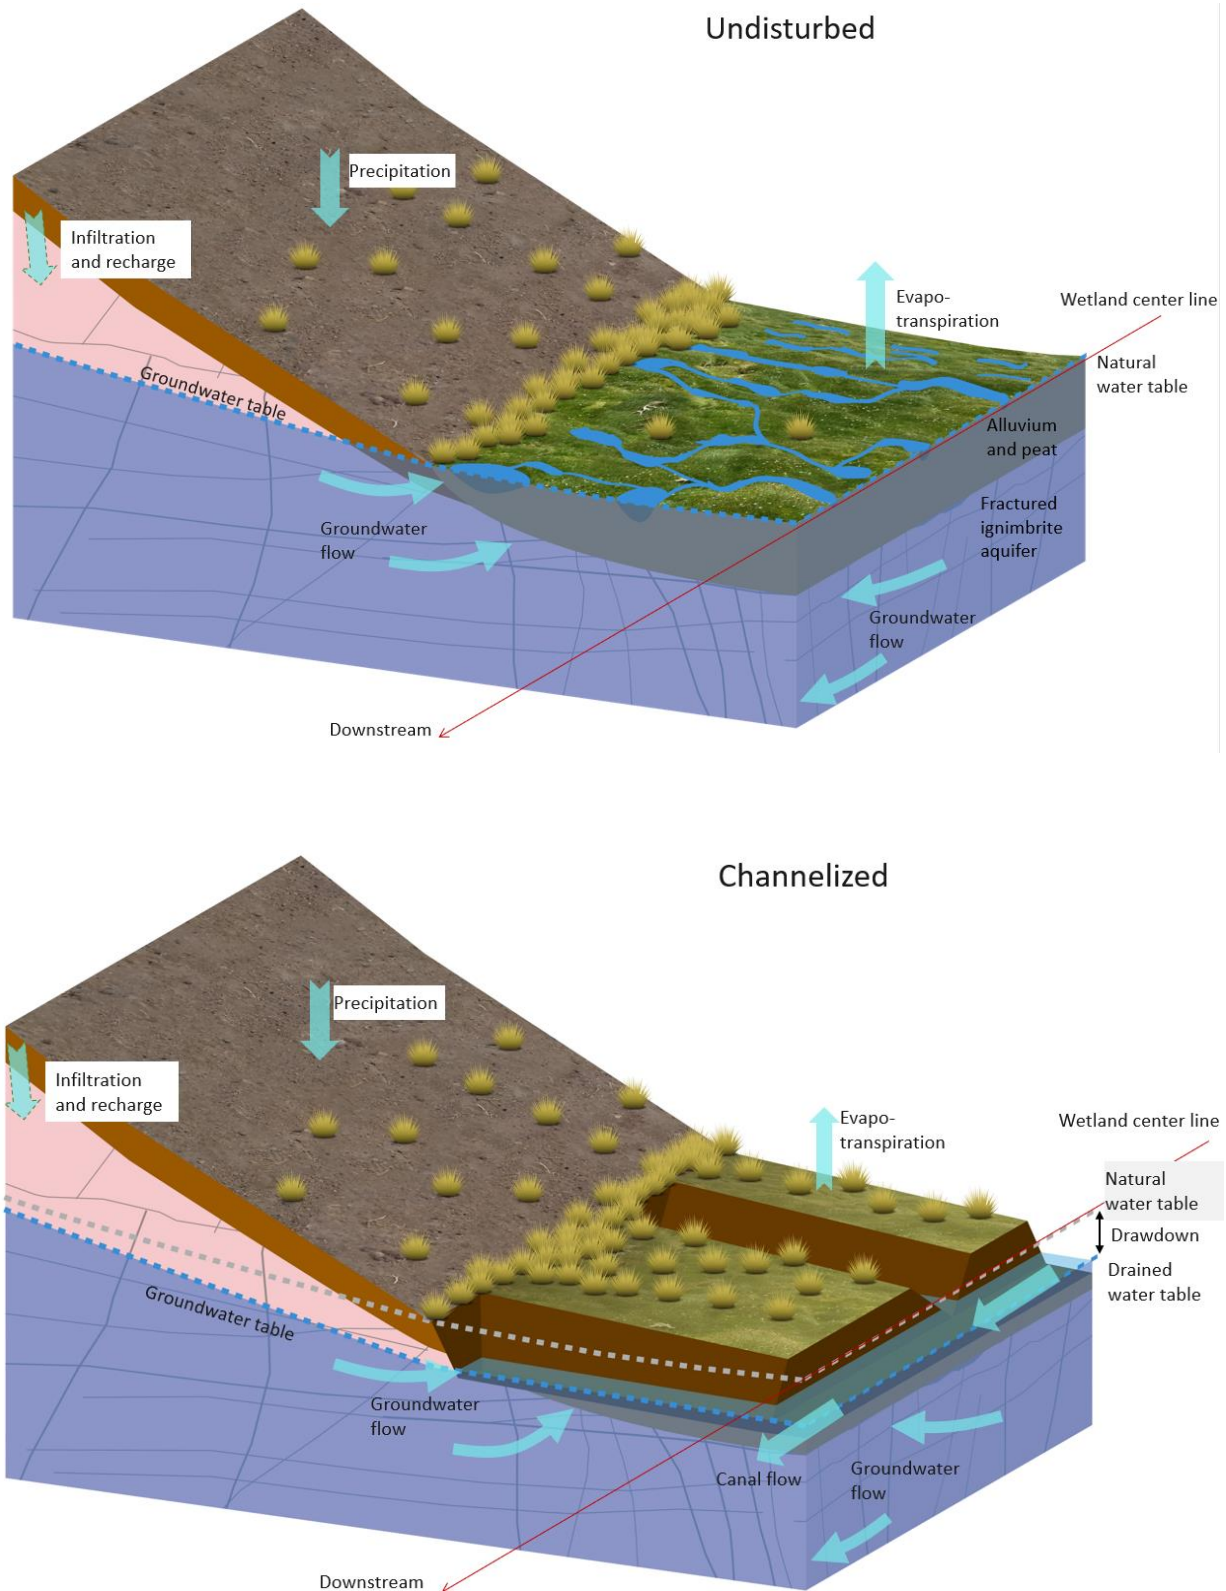 Undisturbed
Precipitation
Infiltration
and recharge
Evapo-
transpiration
Wetland center line
Natural
water table
Groundwater table
Alluvium
and peat
Fractured
ignimbrite
aquifer
Groundwater
flow
Groundwater
flow
Downstream
Channelized
Precipitation
Infiltration
and recharge
Evapo-
transpiration
Wetland center line
Natural
water table
Drawdown
Drained
water table
Groundwater table
Groundwater
flow
Canal flow
Groundwater
flow
Downstream